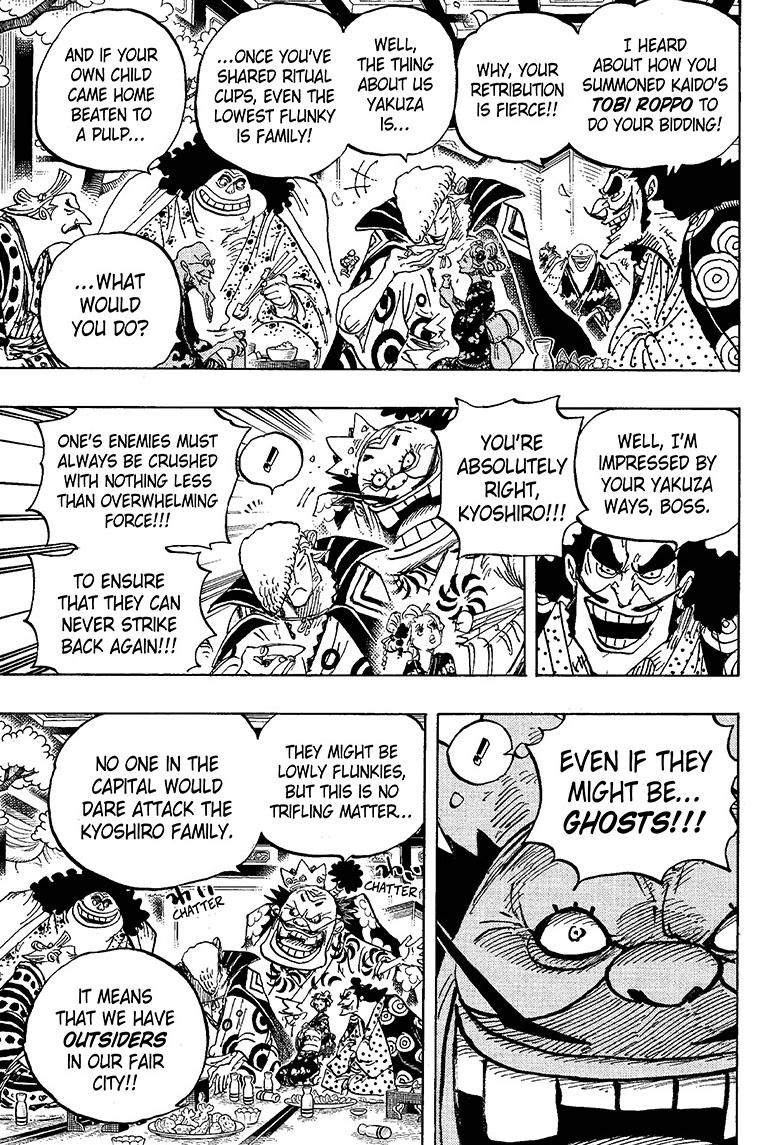 I HEARD
ABOUT HOW YOU
SUMMONED KAIDO'S
TOBI ROPPO TO
DO YOUR BIDDING!
WHY, YOUR
RETRIBUTION
IS FIERCE!!
WELL,
THE THING
ABOUT US
YAKUZA
IS...
...ONCE YOU'VE
SHARED RITUAL
CUPS, EVEN THE
LOWEST FLUNKY
IS FAMILY!
AND IF YOUR
OWN CHILD
CAME HOME
BEATEN TO
A PULP...
...WHAT
WOULD
YOU DO?
WELL, I'M
IMPRESSED BY
YOUR YAKUZA
WAYS, BOSS.
YOU'RE
ABSOLUTELY
RIGHT,
KYOSHIRO!!!
ONE'S ENEMIES MUST
ALWAYS BE CRUSHED
WITH NOTHING LESS
THAN OVERWHELMING
FORCE!!!
TO ENSURE
THAT THEY CAN
NEVER STRIKE
BACK AGAIN!!!
!
EVEN IF THEY
MIGHT BE...
GHOSTS!!!
!
THEY MIGHT BE
LOWLY FLUNKIES,
BUT THIS IS NO
TRIFLING MATTER...
NO ONE IN THE
CAPITAL WOULD
DARE ATTACK THE
KYOSHIRO FAMILY.
CHATTER
CHATTER
IT MEANS
THAT WE HAVE
OUTSIDERS
IN OUR FAIR
CITY!!